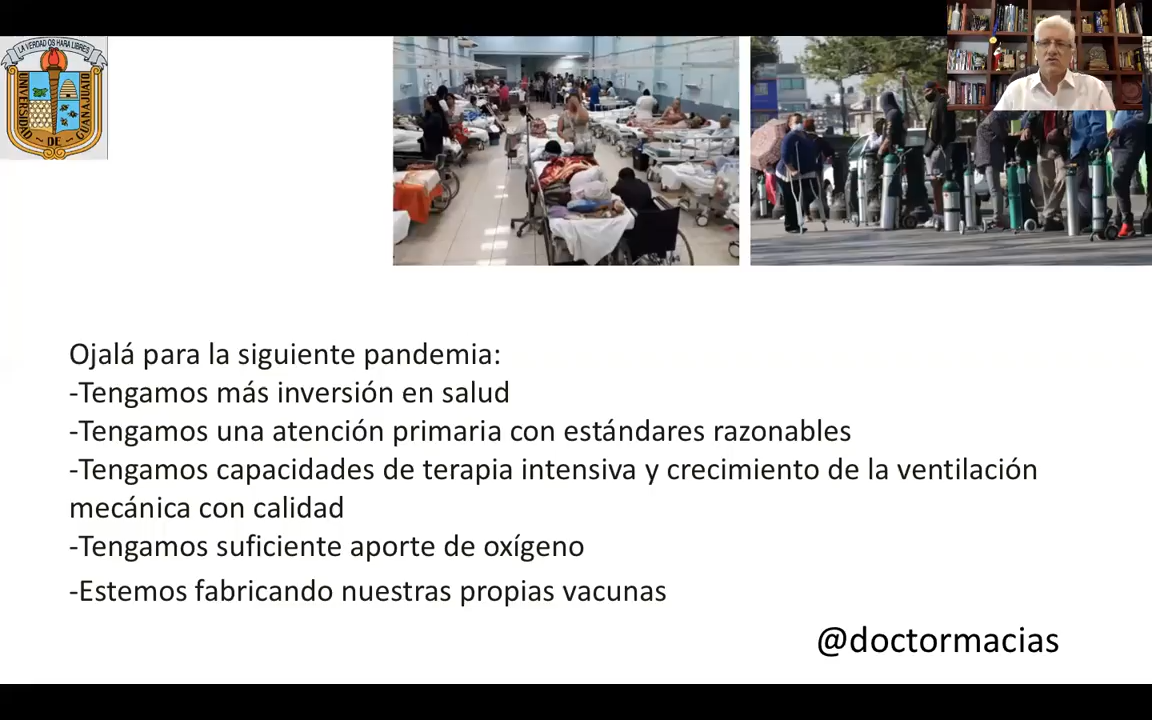 LA VERDAD OS HARA LIBRES
UNIVERSIDAD DE GUANAJUATO
Ojalá para la siguiente pandemia:
-Tengamos más inversión en salud
-Tengamos una atención primaria con estándares razonables
-Tengamos capacidades de terapia intensiva y crecimiento de la ventilación
mecánica con calidad
-Tengamos suficiente aporte de oxígeno
-Estemos fabricando nuestras propias vacunas
@doctormacias